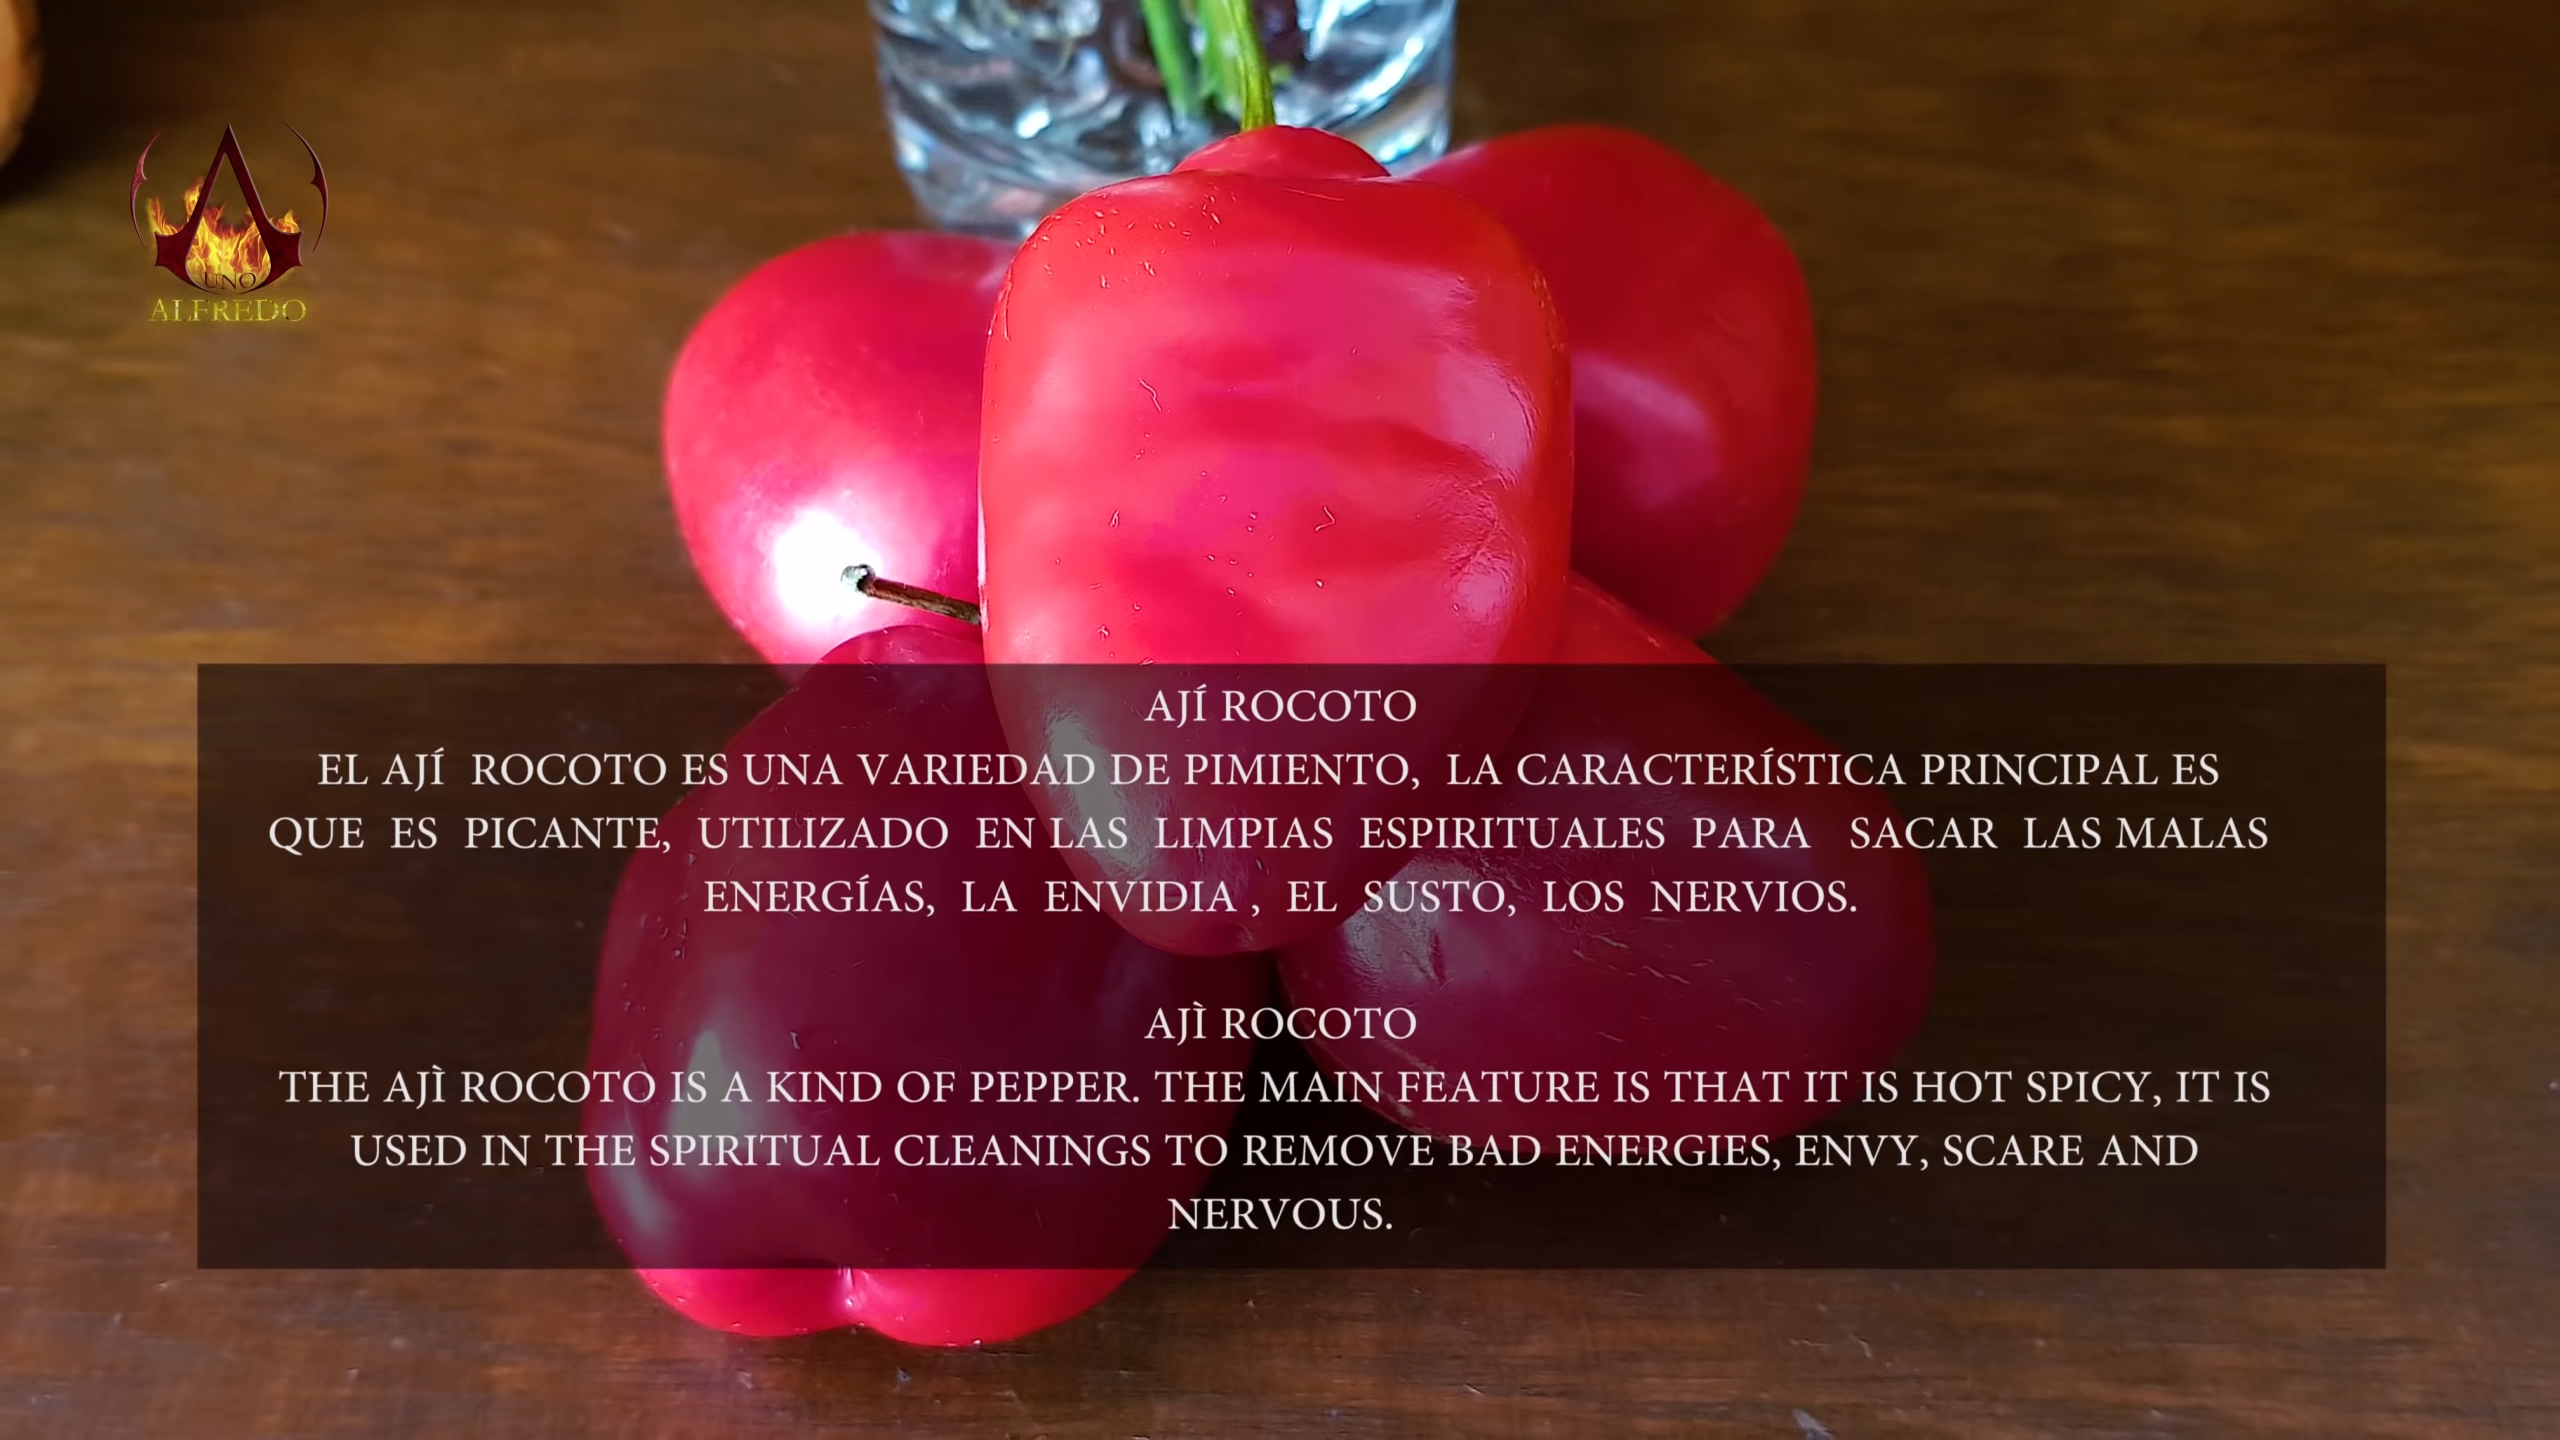 UNO
ALFREDO
AJÍ ROCOTO
EL AJÍ ROCOTO ES UNA VARIEDAD DE PIMIENTO, LA CARACTERÍSTICA PRINCIPAL ES
QUE ES PICANTE, UTILIZADO EN LAS LIMPIAS ESPIRITUALES PARA SACAR LAS MALAS
ENERGÍAS, LA ENVIDIA , EL SUSTO, LOS NERVIOS.
AJÌ ROCOTO
THE AJÌ ROCOTO IS A KIND OF PEPPER. THE MAIN FEATURE IS THAT IT IS HOT SPICY, IT IS
USED IN THE SPIRITUAL CLEANINGS TO REMOVE BAD ENERGIES, ENVY, SCARE AND
NERVOUS.